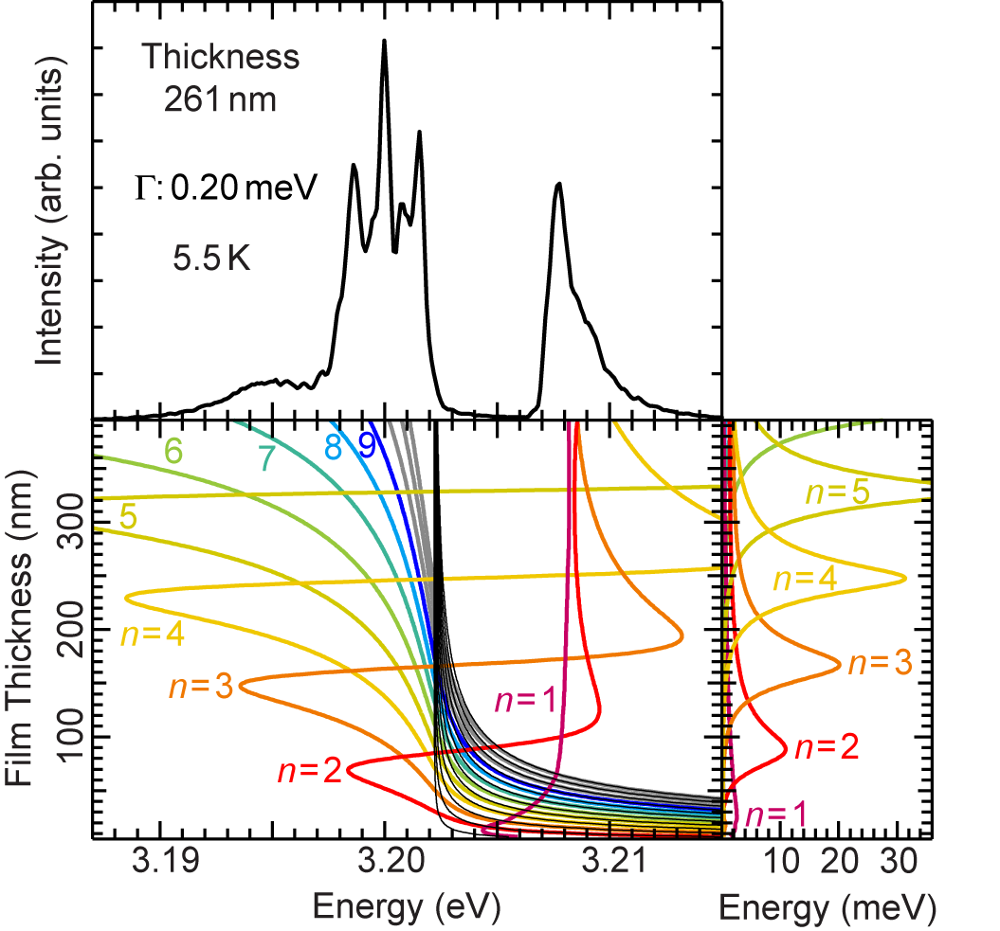 Thickness
261 nm
Γ: 0.20 meV
5.5 K
Intensity (arb. units)
6
7
8
9
5
n=5
n=4
n=4
n=3
n=3
n=1
n=2
n=2
n=1
300
200
100
Film Thickness (nm)
3.19
3.20
3.21
10
20
30
Energy (eV)
Energy (meV)